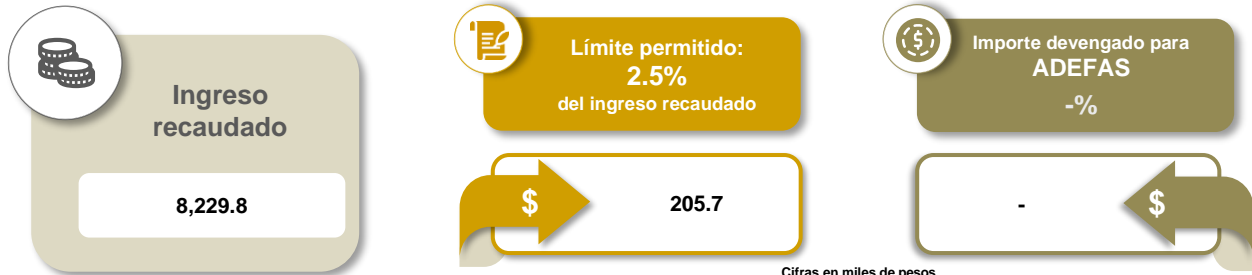 Ingreso
recaudado
8,229.8
Límite permitido:
2.5%
del ingreso recaudado
$
205.7
Importe devengado para
ADEFAS
-%
-
$
Cifras en miles de pesos